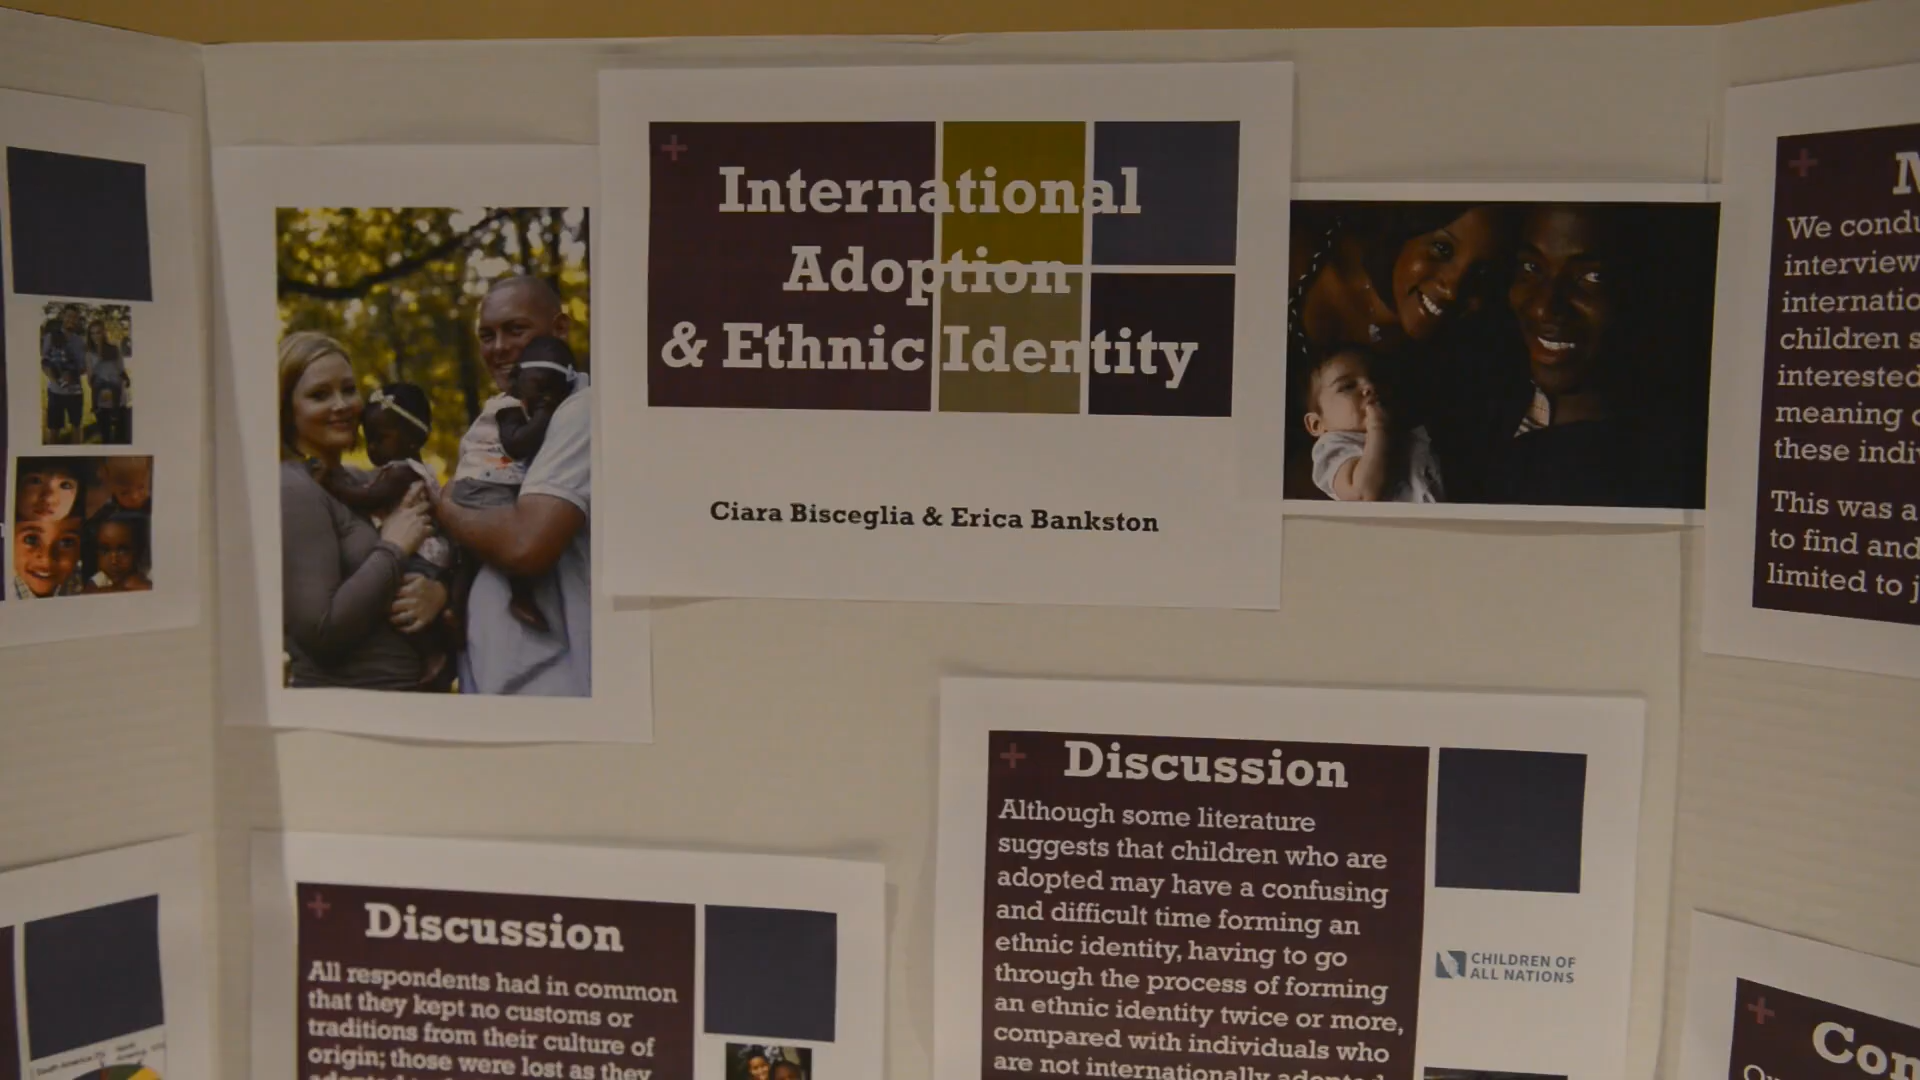 International
Adoption
& Ethnic Identity
Ciara Bisceglia & Erica Bankston
We
interview
children
interested
meaning
these
This was a
to find and
limited to
Discussion
Although some literature
suggests that children who are
adopted may have a confusing
and difficult time forming an
ethnic identity, having to go
through the process of forming
an ethnic identity twice or more,
compared with individuals who
are not internationally
CHILDREN OF
ALL NATIONS
Discussion
All respondents had in common
that they kept no customs or
traditions from their culture of
origin; those were lost as they